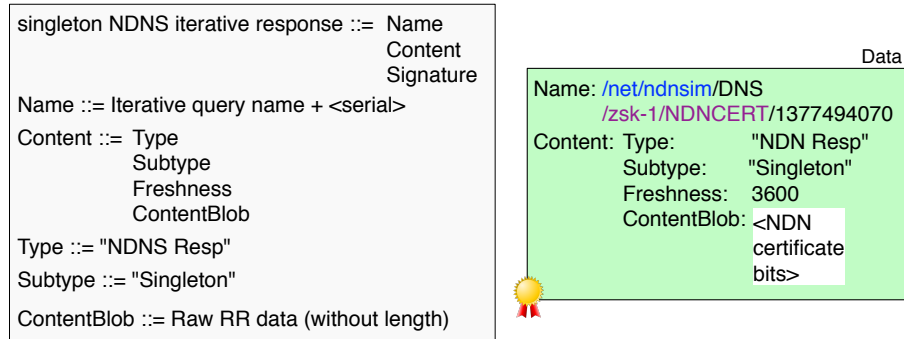 singleton NDNS iterative response ::= Name
Content
Signature
Name ::= Iterative query name + <serial>
Content ::= Type
Subtype
Freshness
ContentBlob
Type ::= "NDNS Resp"
Subtype ::= "Singleton"
ContentBlob ::= Raw RR data (without length)
Data
Name: /net/ndnsim/DNS
/zsk-1/NDNCERT/1377494070
Content: Type: "NDN Resp"
Subtype: "Singleton"
Freshness: 3600
ContentBlob: <NDN
certificate
bits>